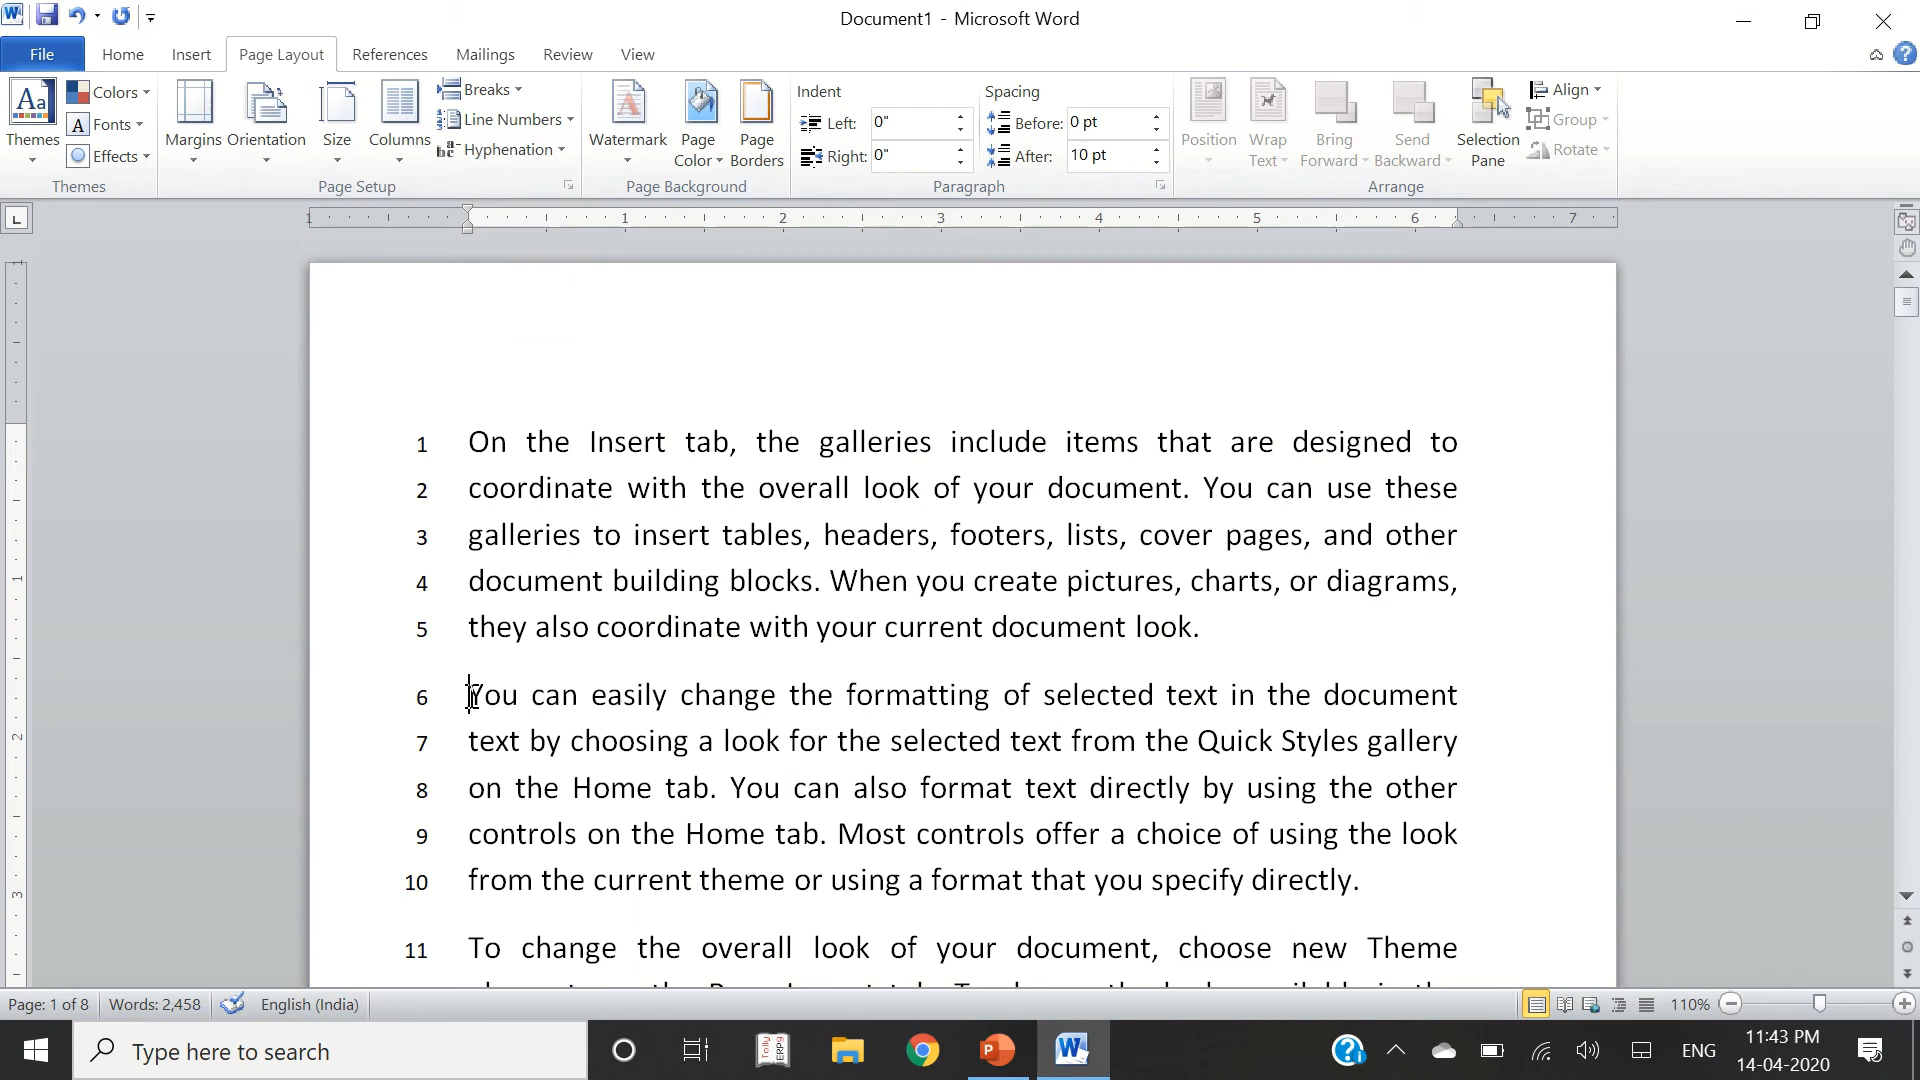 Document1 - Microsoft Word
File Home Insert Page Layout References Mailings Review View
Themes
Colors
Fonts
Effects
Themes
Margins
Orientation
Size
Columns
Breaks
Line Numbers
Hyphenation
Page Setup
Watermark
Page Color
Page Borders
Page Background
Indent
Left: 0"
Right: 0"
Spacing
Before: 0 pt
After: 10 pt
Paragraph
Position
Wrap Text
Bring Forward
Send Backward
Selection Pane
Align
Group
Rotate
Arrange
1 1 2 3 4 5 6 7
1 On the Insert tab, the galleries include items that are designed to
2 coordinate with the overall look of your document. You can use these
3 galleries to insert tables, headers, footers, lists, cover pages, and other
4 document building blocks. When you create pictures, charts, or diagrams,
5 they also coordinate with your current document look.
6 You can easily change the formatting of selected text in the document
7 text by choosing a look for the selected text from the Quick Styles gallery
8 on the Home tab. You can also format text directly by using the other
9 controls on the Home tab. Most controls offer a choice of using the look
10 from the current theme or using a format that you specify directly.
11 To change the overall look of your document, choose new Theme
Page: 1 of 8 Words: 2,458 English (India) 110%
Type here to search
ENG
11:43 PM
14-04-2020